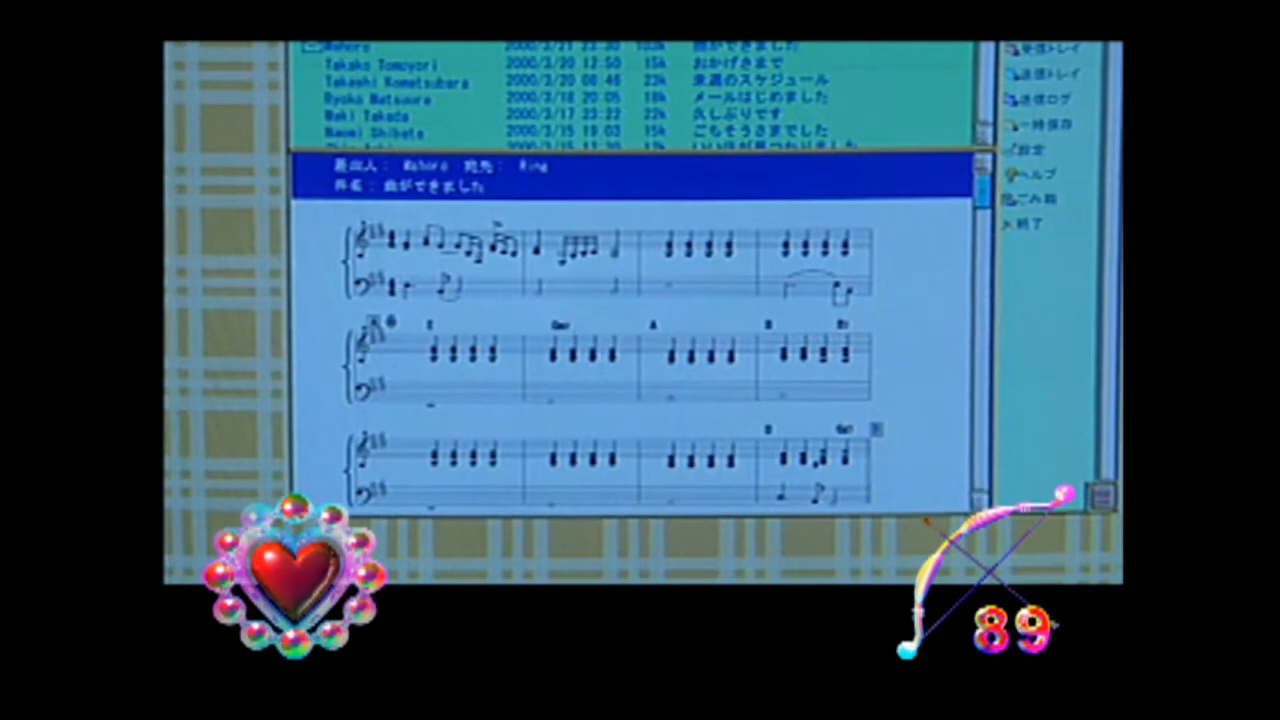 Mahoro 2000/3/21 23:30 103k 曲ができました
Takako Tomoyori 2000/3/20 12:50 15k おかげさまで
Takashi Komatsubara 2000/3/20 08:46 23k 来週のスケジュール
Ryoko Matsuura 2000/3/18 20:05 18k メールはじめました
Maki Takada 2000/3/17 23:22 22k 久しぶりです
Naomi Shibata 2000/3/15 19:03 15k ごちそうさまでした
受信トレイ
送信トレイ
送信ログ
一時保存
設定
ヘルプ
ごみ箱
終了
差出人： Mahoro 宛先： Ring
件名：曲ができました
E A B
B
89